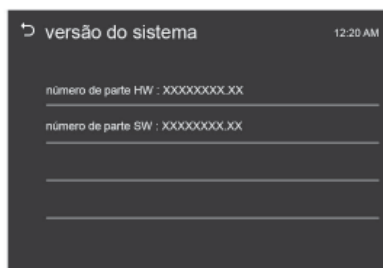 versão do sistema 12:20 AM
número de parte HW : XXXXXXXX.XX
número de parte SW : XXXXXXXX.XX